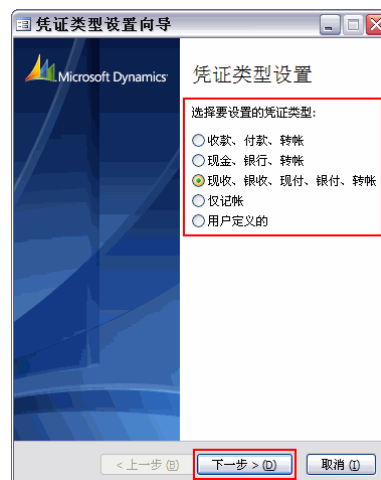 凭证类型设置向导
Microsoft Dynamics
凭证类型设置
选择要设置的凭证类型:
收款、付款、转帐
现金、银行、转帐
现收、银收、现付、银付、转帐
仅记帐
用户定义的
<上一步(B)
下一步>(D)
取消(I)